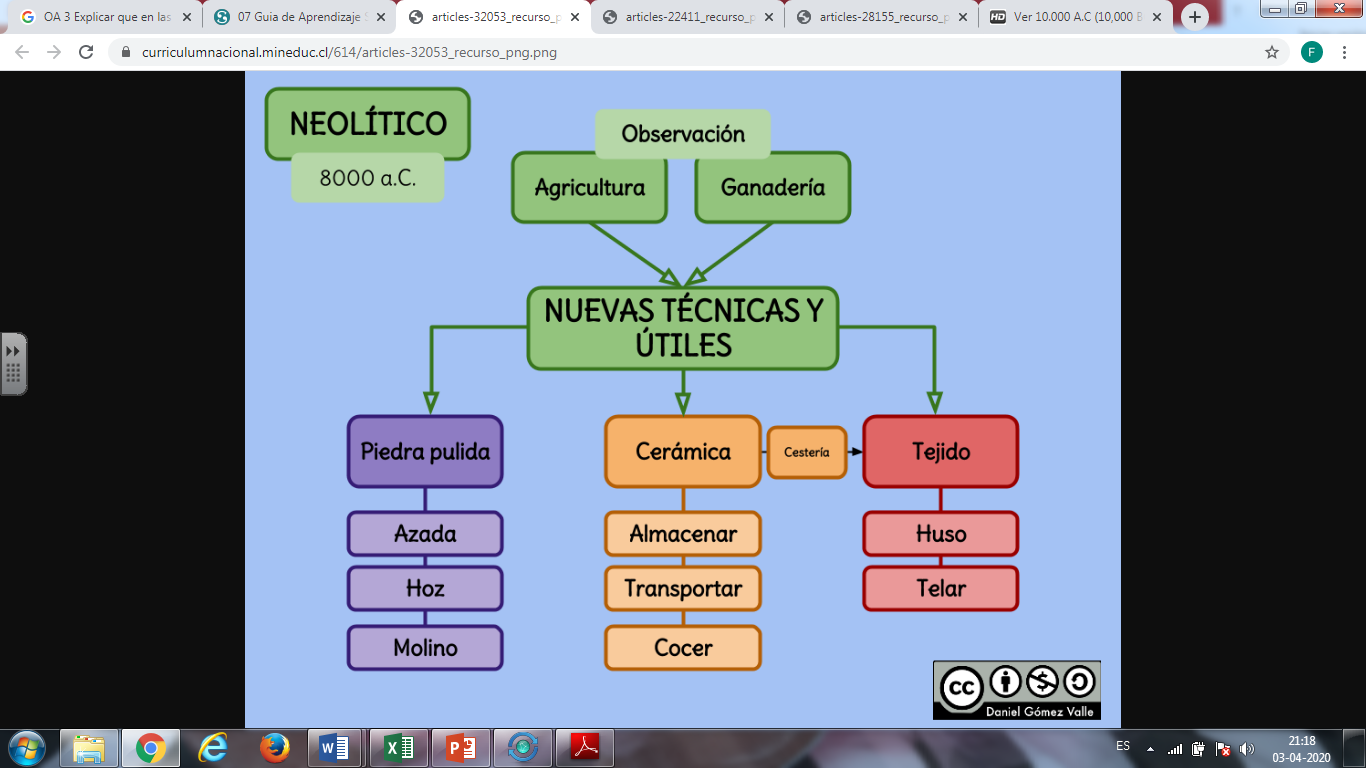 OA 3 Explicar que en las
07 Guia de Aprendizaje S
articles-32053_recurso_p
articles-22411_recurso_p
articles-28155_recurso_p
HD Ver 10.000 A.C (10,000 B
curriculumnacional.mineduc.cl/614/articles-32053_recurso_png.png
F
NEOLÍTICO
8000 a.C.
Observación
Agricultura
Ganadería
NUEVAS TÉCNICAS Y
ÚTILES
Piedra pulida
Cerámica
Cestería
Tejido
Azada
Almacenar
Huso
Hoz
Transportar
Telar
Molino
Cocer
cc
Daniel Gómez Valle
ES
21:18
03-04-2020